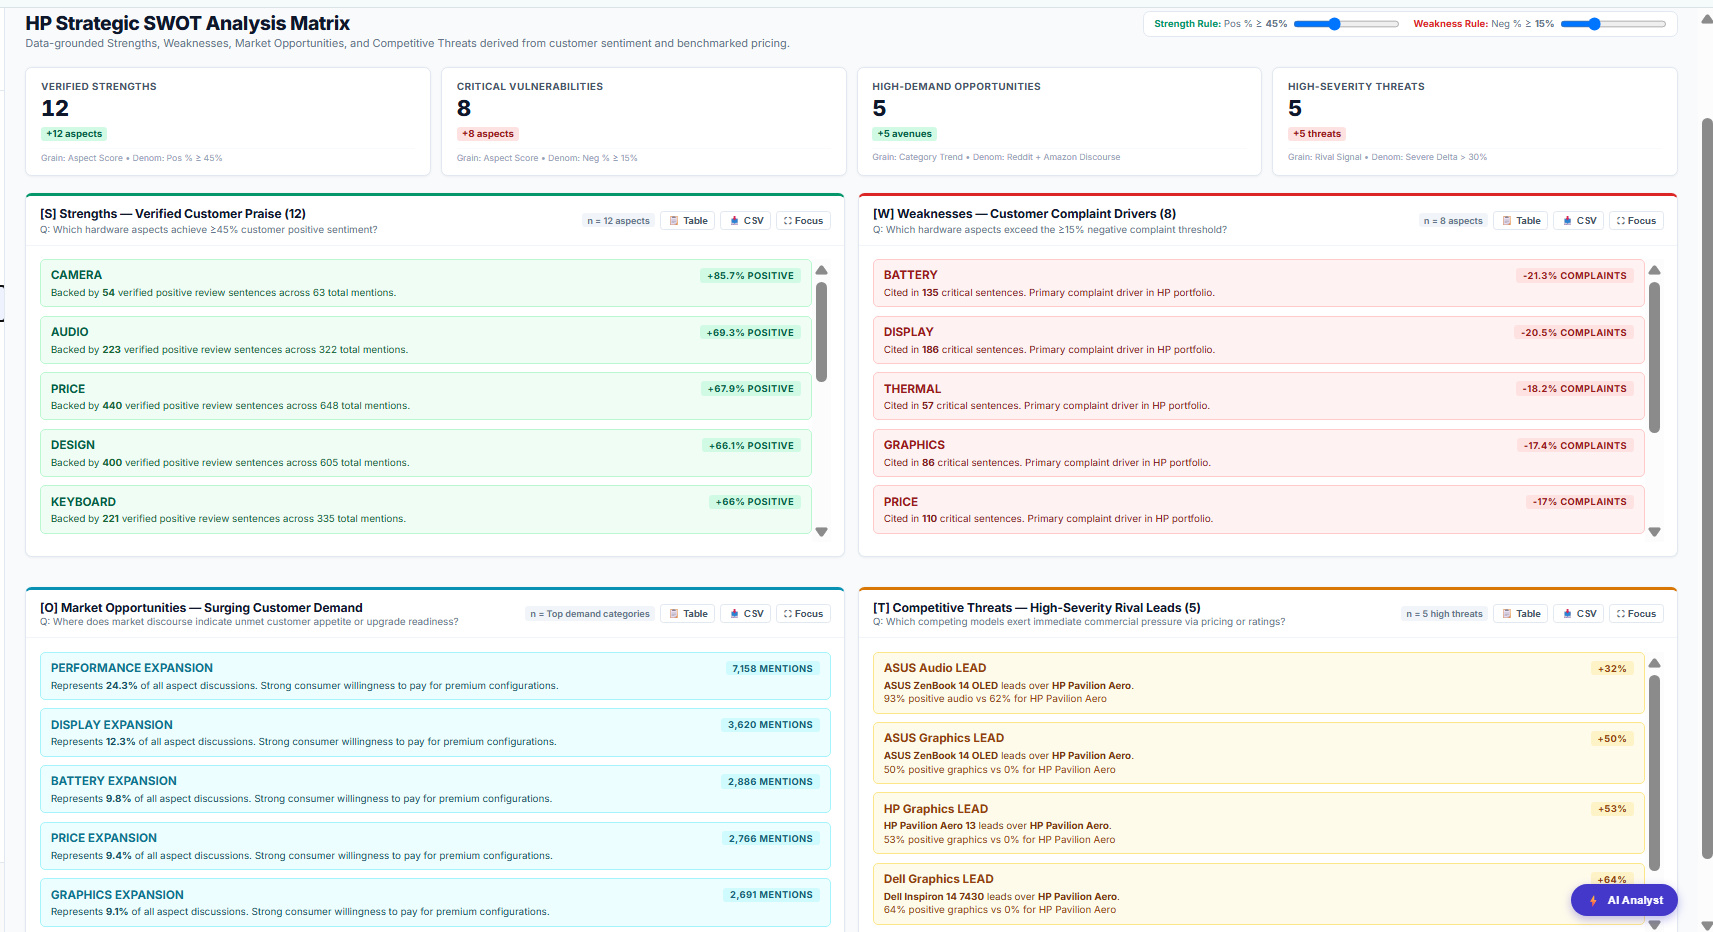 HP Strategic SWOT Analysis Matrix
Data-grounded Strengths, Weaknesses, Market Opportunities, and Competitive Threats derived from customer sentiment and benchmarked pricing.
Strength Rule: Pos % ≥ 45%
Weakness Rule: Neg % ≥ 15%
VERIFIED STRENGTHS
12
+12 aspects
Grain: Aspect Score • Denom: Pos % ≥ 45%
CRITICAL VULNERABILITIES
8
+8 aspects
Grain: Aspect Score • Denom: Neg % ≥ 15%
HIGH-DEMAND OPPORTUNITIES
5
+5 avenues
Grain: Category Trend • Denom: Reddit + Amazon Discourse
HIGH-SEVERITY THREATS
5
+5 threats
Grain: Rival Signal • Denom: Severe Delta > 30%
[S] Strengths — Verified Customer Praise (12)
Q: Which hardware aspects achieve ≥45% customer positive sentiment?
n = 12 aspects
Table
CSV
Focus
CAMERA
+85.7% POSITIVE
Backed by 54 verified positive review sentences across 63 total mentions.
AUDIO
+69.3% POSITIVE
Backed by 223 verified positive review sentences across 322 total mentions.
PRICE
+67.9% POSITIVE
Backed by 440 verified positive review sentences across 648 total mentions.
DESIGN
+66.1% POSITIVE
Backed by 400 verified positive review sentences across 605 total mentions.
KEYBOARD
+66% POSITIVE
Backed by 221 verified positive review sentences across 335 total mentions.
[W] Weaknesses — Customer Complaint Drivers (8)
Q: Which hardware aspects exceed the ≥15% negative complaint threshold?
n = 8 aspects
Table
CSV
Focus
BATTERY
-21.3% COMPLAINTS
Cited in 135 critical sentences. Primary complaint driver in HP portfolio.
DISPLAY
-20.5% COMPLAINTS
Cited in 186 critical sentences. Primary complaint driver in HP portfolio.
THERMAL
-18.2% COMPLAINTS
Cited in 57 critical sentences. Primary complaint driver in HP portfolio.
GRAPHICS
-17.4% COMPLAINTS
Cited in 86 critical sentences. Primary complaint driver in HP portfolio.
PRICE
-17% COMPLAINTS
Cited in 110 critical sentences. Primary complaint driver in HP portfolio.
[O] Market Opportunities — Surging Customer Demand
Q: Where does market discourse indicate unmet customer appetite or upgrade readiness?
n = Top demand categories
Table
CSV
Focus
PERFORMANCE EXPANSION
7,158 MENTIONS
Represents 24.3% of all aspect discussions. Strong consumer willingness to pay for premium configurations.
DISPLAY EXPANSION
3,620 MENTIONS
Represents 12.3% of all aspect discussions. Strong consumer willingness to pay for premium configurations.
BATTERY EXPANSION
2,886 MENTIONS
Represents 9.8% of all aspect discussions. Strong consumer willingness to pay for premium configurations.
PRICE EXPANSION
2,766 MENTIONS
Represents 9.4% of all aspect discussions. Strong consumer willingness to pay for premium configurations.
GRAPHICS EXPANSION
2,691 MENTIONS
Represents 9.1% of all aspect discussions. Strong consumer willingness to pay for premium configurations.
[T] Competitive Threats — High-Severity Rival Leads (5)
Q: Which competing models exert immediate commercial pressure via pricing or ratings?
n = 5 high threats
Table
CSV
Focus
ASUS Audio LEAD
+32%
ASUS ZenBook 14 OLED leads over HP Pavilion Aero.
93% positive audio vs 62% for HP Pavilion Aero
ASUS Graphics LEAD
+50%
ASUS ZenBook 14 OLED leads over HP Pavilion Aero.
50% positive graphics vs 0% for HP Pavilion Aero
HP Graphics LEAD
+53%
HP Pavilion Aero 13 leads over HP Pavilion Aero.
53% positive graphics vs 0% for HP Pavilion Aero
Dell Graphics LEAD
+64%
Dell Inspiron 14 7430 leads over HP Pavilion Aero.
64% positive graphics vs 0% for HP Pavilion Aero
AI Analyst